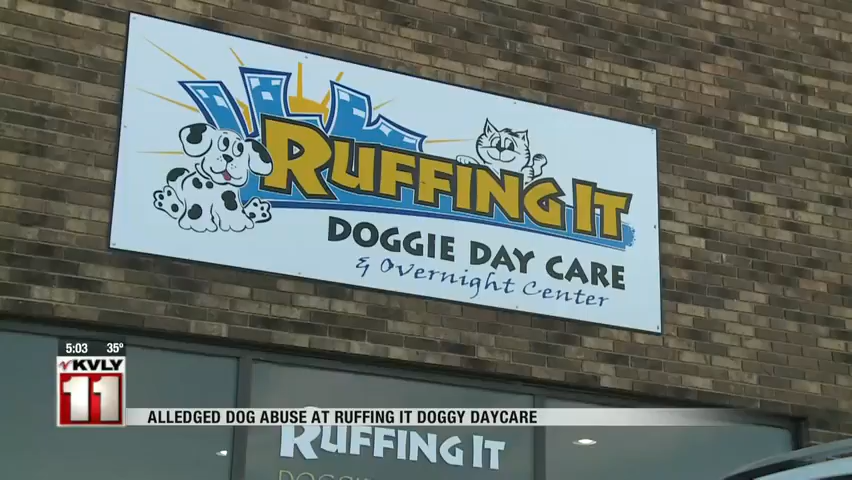 RUFFING IT
DOGGIE DAY CARE
& Overnight Center
5:03 35°
KVLY
11
ALLEDGED DOG ABUSE AT RUFFING IT DOGGY DAYCARE
RUFFING IT